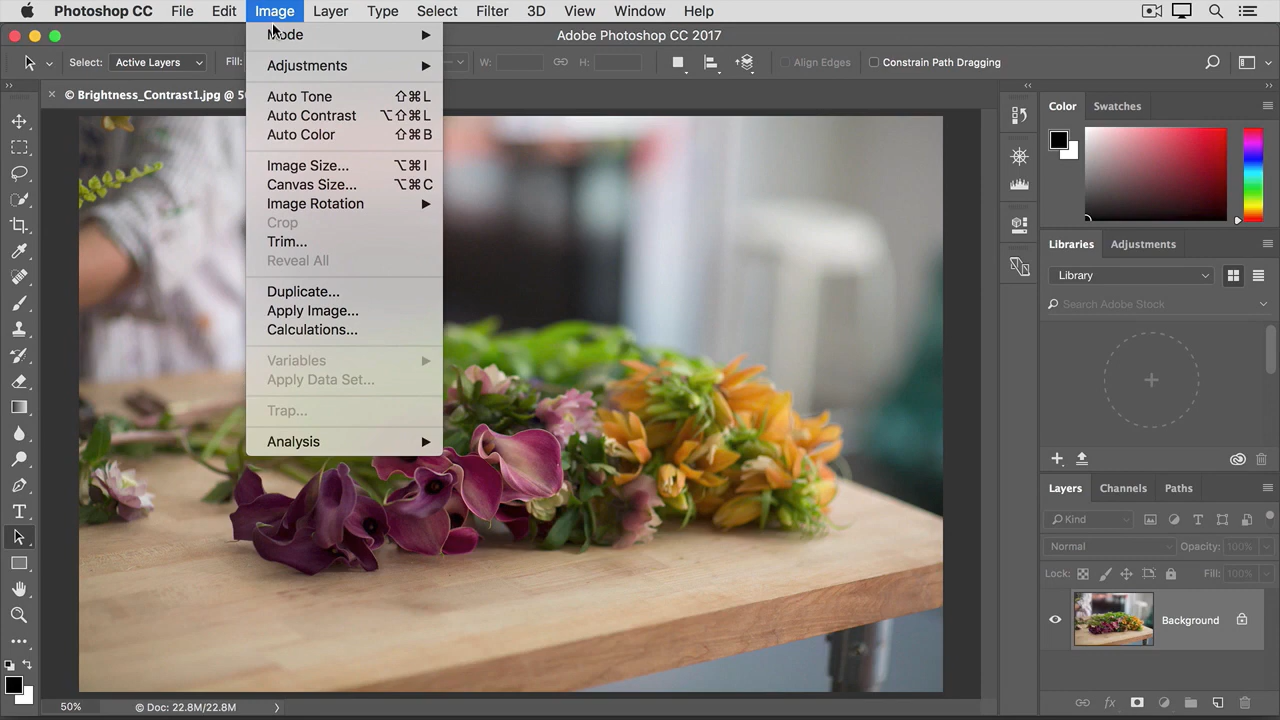 Photoshop CC File Edit Image Layer Type Select Filter 3D View Window Help
Adobe Photoshop CC 2017
Select: Active Layers Fill: W: H: Align Edges Constrain Path Dragging
© Brightness_Contrast1.jpg @
Mode
Adjustments
Auto Tone ⇧⌘L
Auto Contrast ⌥⇧⌘L
Auto Color ⇧⌘B
Image Size... ⌥⌘I
Canvas Size... ⌥⌘C
Image Rotation
Crop
Trim...
Reveal All
Duplicate...
Apply Image...
Calculations...
Variables
Apply Data Set...
Trap...
Analysis
Color Swatches
Libraries Adjustments
Library
Search Adobe Stock
Layers Channels Paths
Kind
Normal Opacity: 100%
Lock: Fill: 100%
Background
50% © Doc: 22.8M/22.8M